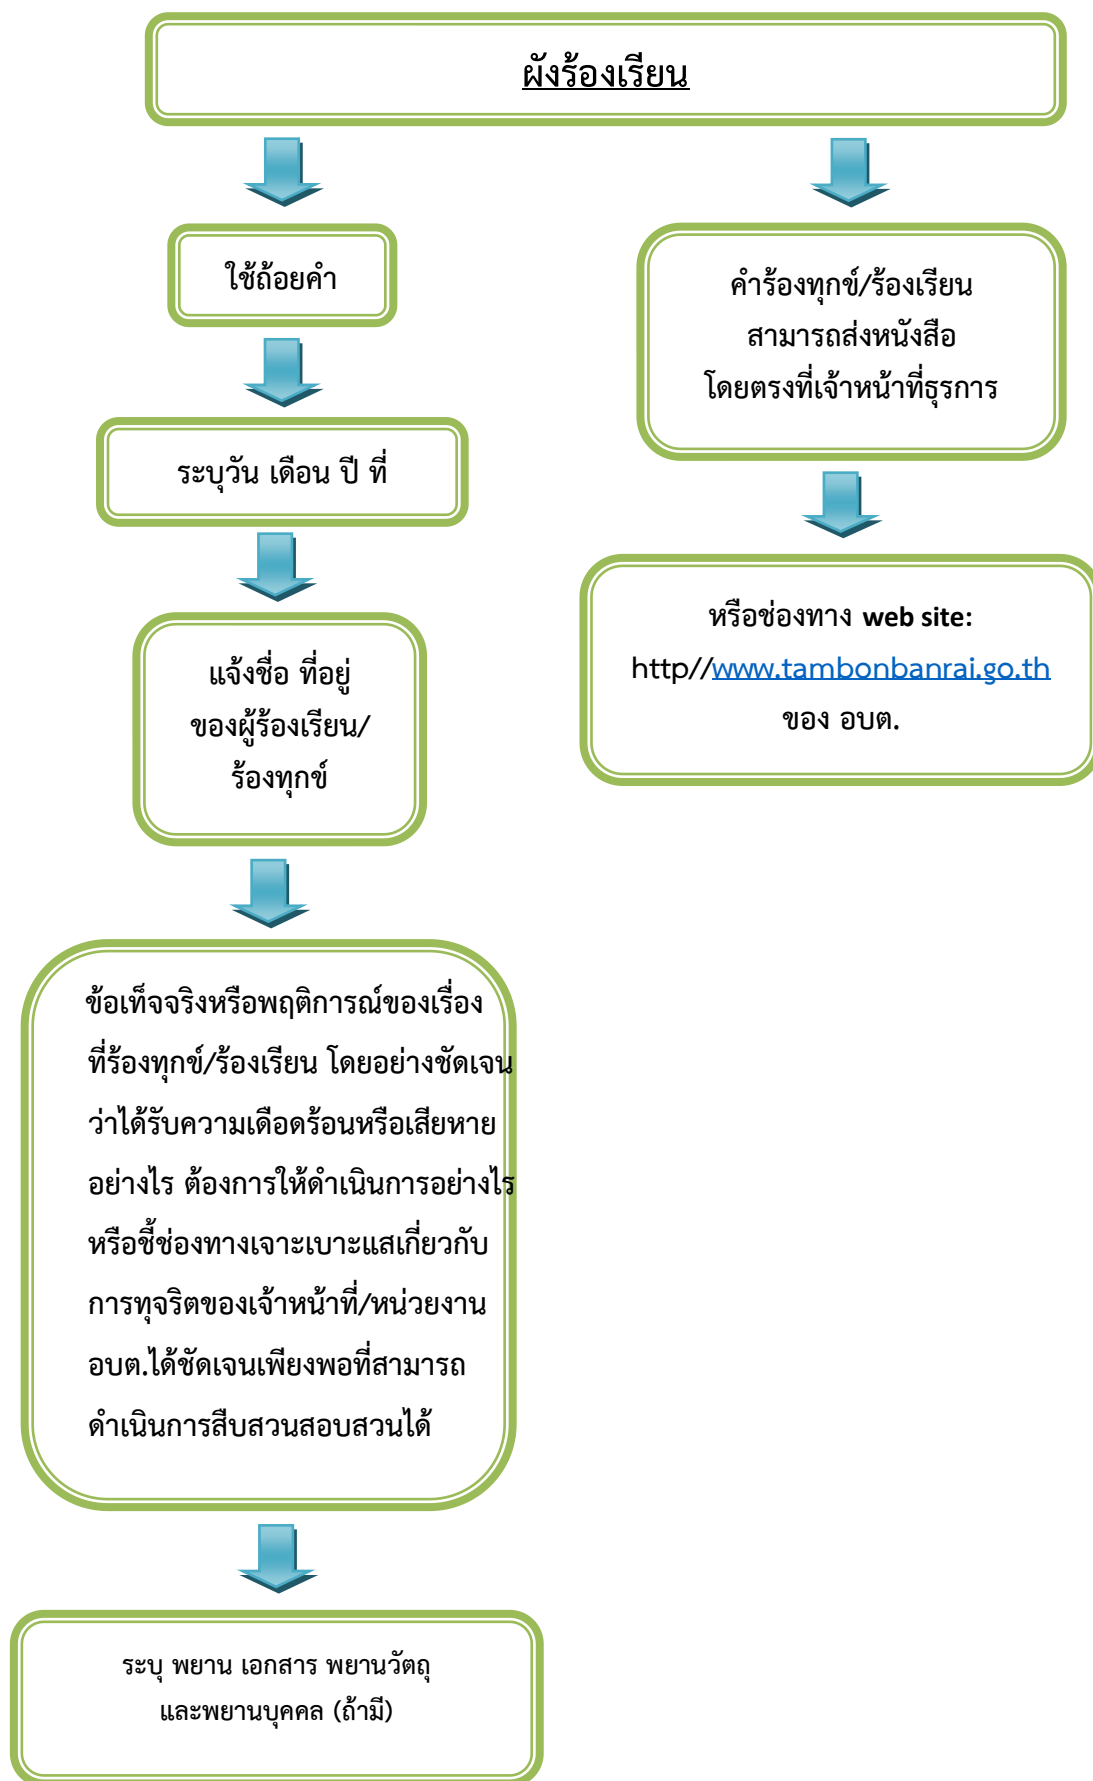 ผังร้องเรียน
ใช้ถ้อยคำ
ระบุวัน เดือน ปี ที่
แจ้งชื่อ ที่อยู่
ของผู้ร้องเรียน/
ร้องทุกข์
ข้อเท็จจริงหรือพฤติการณ์ของเรื่อง
ที่ร้องทุกข์/ร้องเรียน โดยอย่างชัดเจน
ว่าได้รับความเดือดร้อนหรือเสียหาย
อย่างไร ต้องการให้ดำเนินการอย่างไร
หรือชี้ช่องทางเจาะเบาะแสเกี่ยวกับ
การทุจริตของเจ้าหน้าที่/หน่วยงาน
อบต.ได้ชัดเจนเพียงพอที่สามารถ
ดำเนินการสืบสวนสอบสวนได้
ระบุ พยาน เอกสาร พยานวัตถุ
และพยานบุคคล (ถ้ามี)
คำร้องทุกข์/ร้องเรียน
สามารถส่งหนังสือ
โดยตรงที่เจ้าหน้าที่ธุรการ
หรือช่องทาง web site:
http//www.tambonbanrai.go.th
ของ อบต.